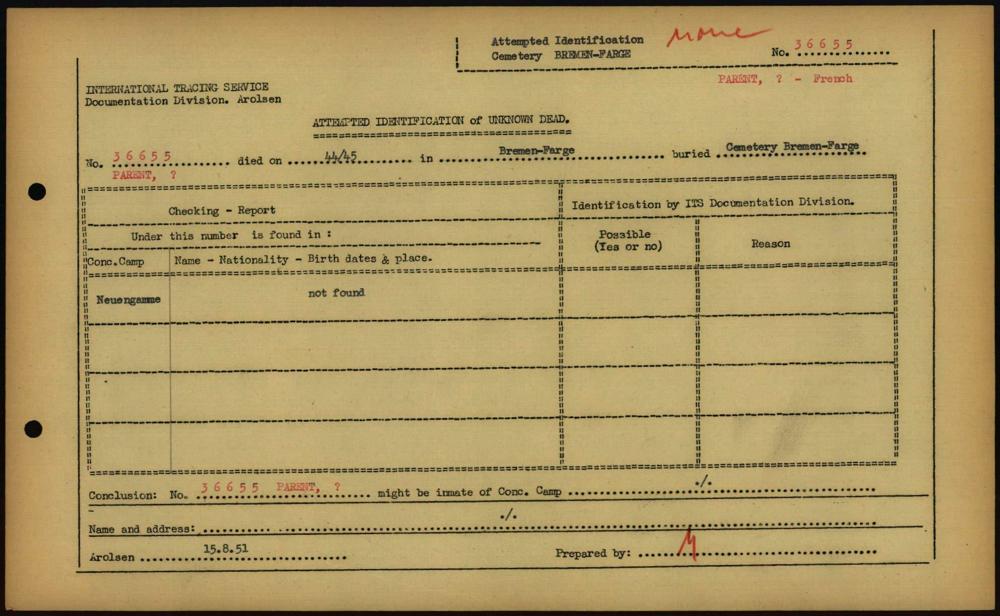 Attempted Identification none
Cemetery BREMEN-FARGE No. 36655
PARENT, ? - French
INTERNATIONAL TRACING SERVICE
Documentation Division. Arolsen
ATTEMPTED IDENTIFICATION of UNKNOWN DEAD.
No. 36655 died on 44/45 in Bremen-Farge buried Cemetery Bremen-Farge
PARENT, ?
Checking - Report
Identification by ITS Documentation Division.
Under this number is found in :
Possible
(Yes or no)
Reason
Conc.Camp Name - Nationality - Birth dates & place.
Neuengamme not found
Conclusion: No. 36655 PARENT, ? might be inmate of Conc. Camp ./.
Name and address: ./.
Arolsen 15.8.51 Prepared by: